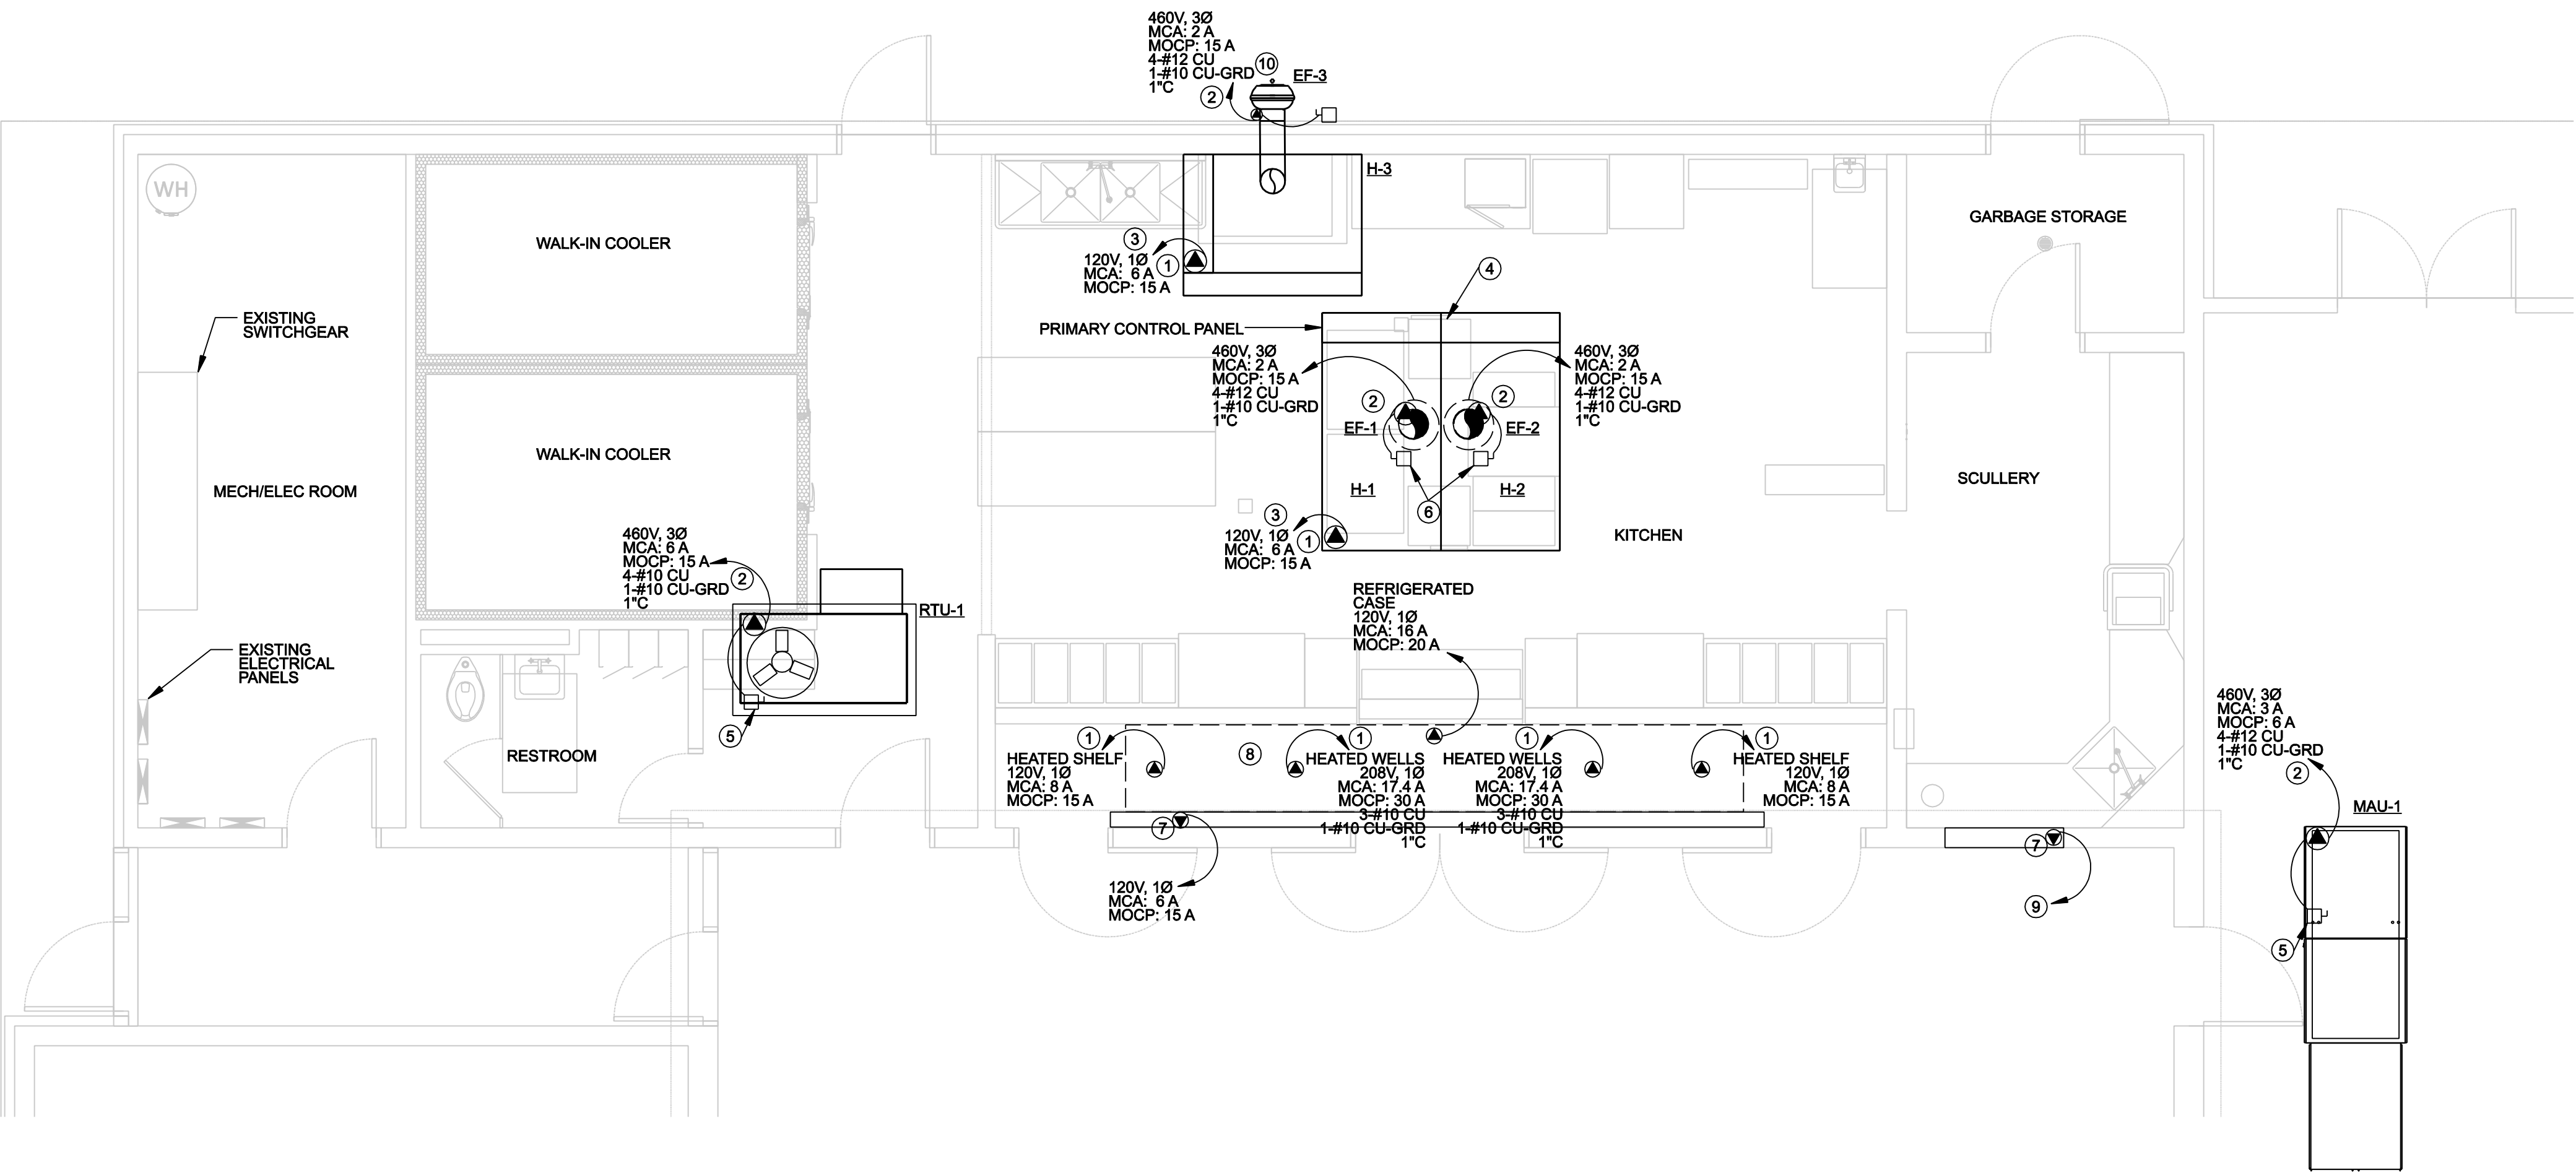 460V, 3Ø
MCA: 2 A
MOCP: 15 A
4-#12 CU
1-#10 CU-GRD
1"C
10
EF-3
2
H-3
WH
WALK-IN COOLER
GARBAGE STORAGE
3
120V, 1Ø
MCA: 6 A
MOCP: 15 A
1
4
EXISTING
SWITCHGEAR
PRIMARY CONTROL PANEL
460V, 3Ø
MCA: 2 A
MOCP: 15 A
4-#12 CU
1-#10 CU-GRD
1"C
2
EF-1
460V, 3Ø
MCA: 2 A
MOCP: 15 A
4-#12 CU
1-#10 CU-GRD
1"C
2
EF-2
WALK-IN COOLER
MECH/ELEC ROOM
H-1
H-2
6
SCULLERY
KITCHEN
3
120V, 1Ø
MCA: 6 A
MOCP: 15 A
1
460V, 3Ø
MCA: 6 A
MOCP: 15 A
4-#10 CU
1-#10 CU-GRD
1"C
2
RTU-1
5
EXISTING
ELECTRICAL
PANELS
RESTROOM
REFRIGERATED
CASE
120V, 1Ø
MCA: 16 A
MOCP: 20 A
1
HEATED SHELF
120V, 1Ø
MCA: 8 A
MOCP: 15 A
8
1
HEATED WELLS
208V, 1Ø
MCA: 17.4 A
MOCP: 30 A
3-#10 CU
1-#10 CU-GRD
1"C
1
HEATED WELLS
208V, 1Ø
MCA: 17.4 A
MOCP: 30 A
3-#10 CU
1-#10 CU-GRD
1"C
1
HEATED SHELF
120V, 1Ø
MCA: 8 A
MOCP: 15 A
7
120V, 1Ø
MCA: 6 A
MOCP: 15 A
7
9
460V, 3Ø
MCA: 3 A
MOCP: 6 A
4-#12 CU
1-#10 CU-GRD
1"C
2
MAU-1
5